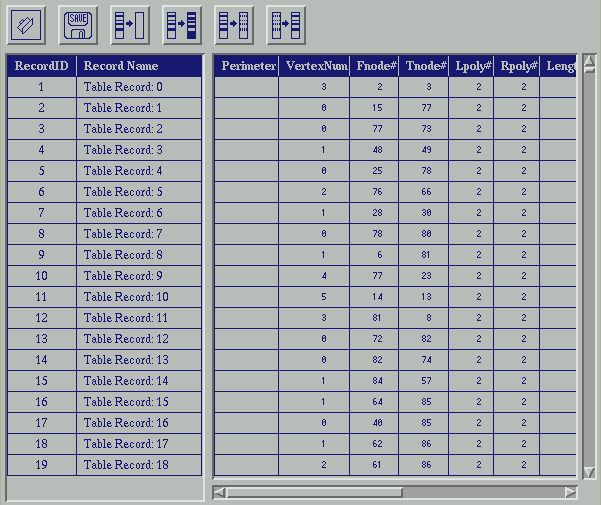 SAVE
RecordID Record Name Perimeter VertexNum Fnode# Tnode# Lpoly# Rpoly# Lengt
1 Table Record: 0 3 2 3 2 2
2 Table Record: 1 0 15 77 2 2
3 Table Record: 2 0 77 73 2 2
4 Table Record: 3 1 48 49 2 2
5 Table Record: 4 0 25 78 2 2
6 Table Record: 5 2 76 66 2 2
7 Table Record: 6 1 28 30 2 2
8 Table Record: 7 0 78 80 2 2
9 Table Record: 8 1 6 81 2 2
10 Table Record: 9 4 77 23 2 2
11 Table Record: 10 5 14 13 2 2
12 Table Record: 11 3 81 8 2 2
13 Table Record: 12 0 72 82 2 2
14 Table Record: 13 0 82 74 2 2
15 Table Record: 14 1 84 57 2 2
16 Table Record: 15 1 64 85 2 2
17 Table Record: 16 0 40 85 2 2
18 Table Record: 17 1 62 86 2 2
19 Table Record: 18 2 61 86 2 2